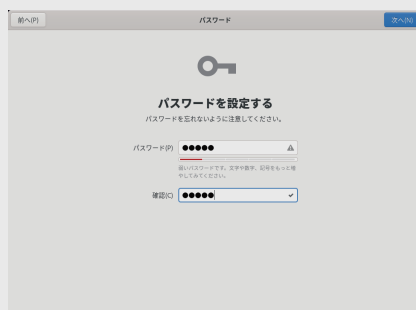 前へ(P)
パスワード
次へ(N)
パスワードを設定する
パスワードを忘れないように注意してください。
パスワード(P)
弱いパスワードです。文字や数字、記号をもっと増
やしてみてください。
確認(C)